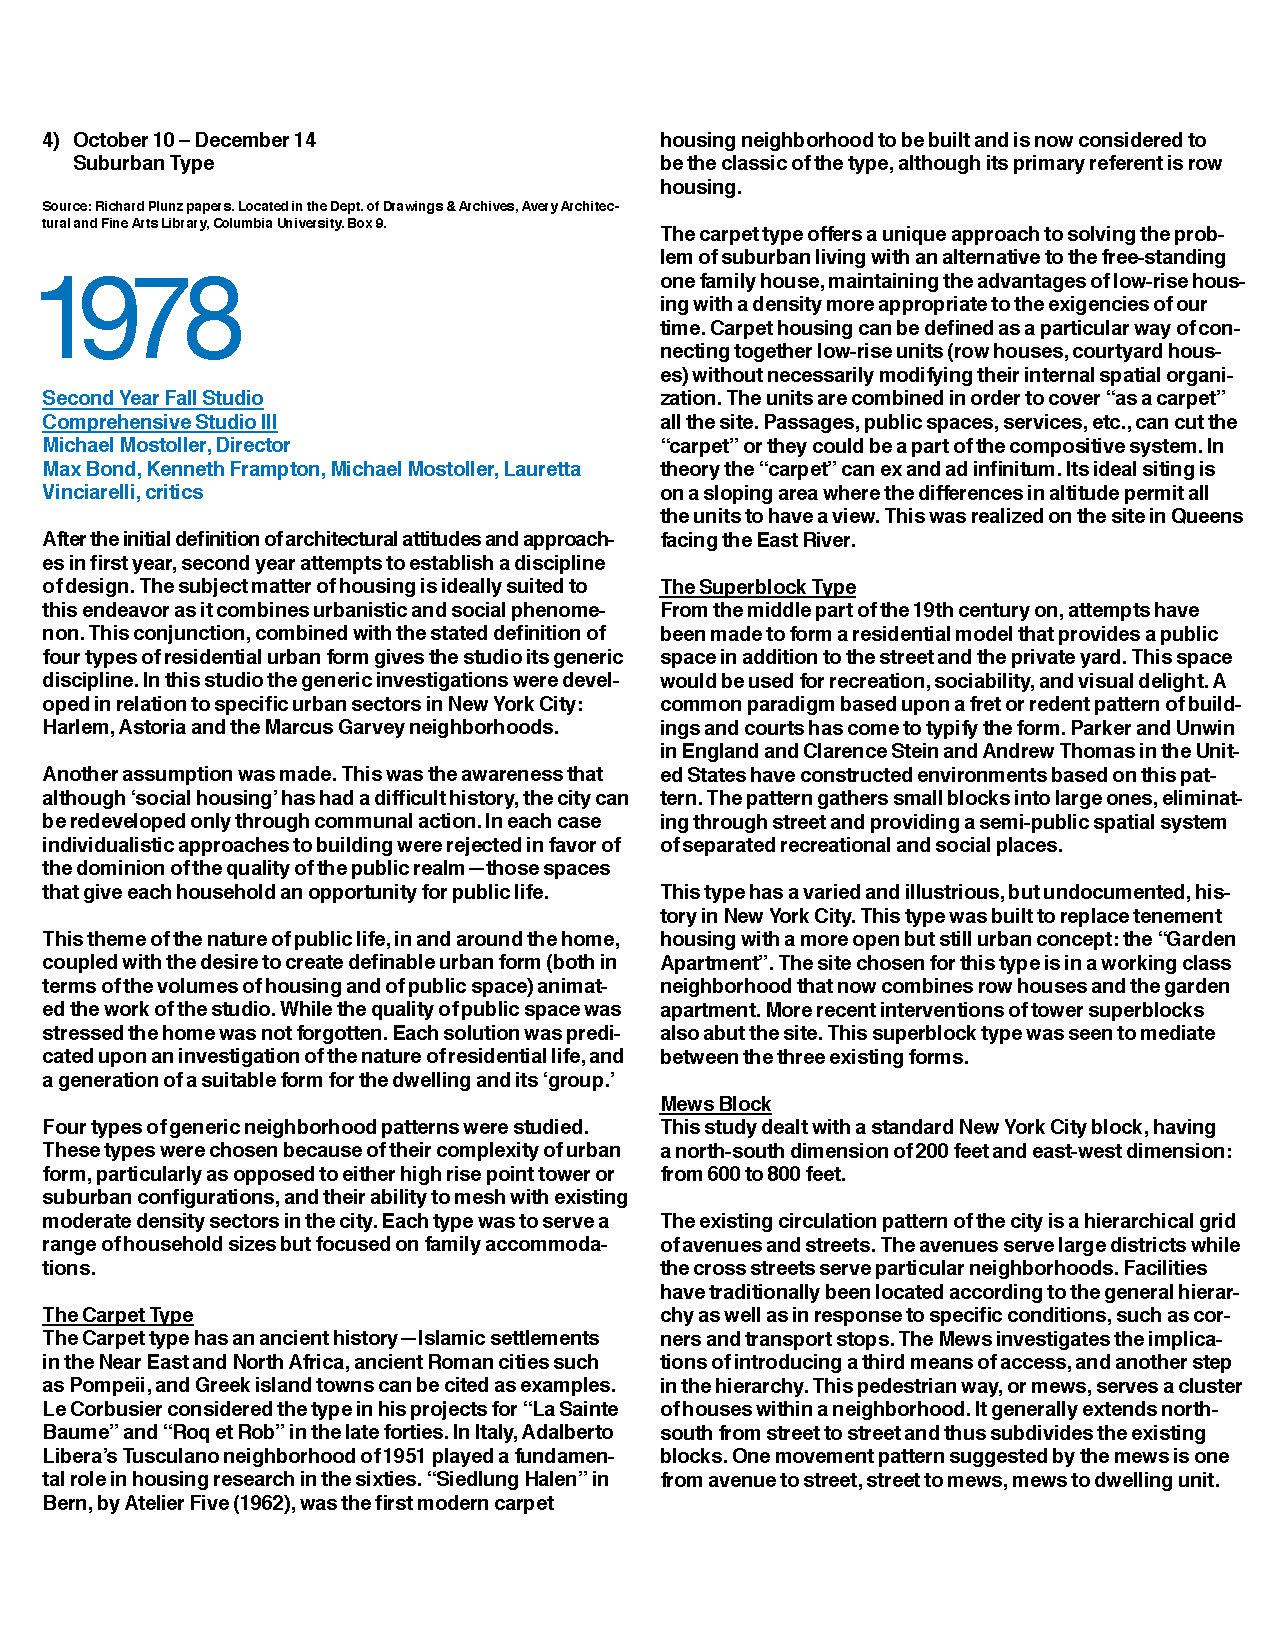 4) October 10 – December 14
Suburban Type
Source: Richard Plunz papers. Located in the Dept. of Drawings & Archives, Avery Architec-
tural and Fine Arts Library, Columbia University. Box 9.
1978
Second Year Fall Studio
Comprehensive Studio III
Michael Mostoller, Director
Max Bond, Kenneth Frampton, Michael Mostoller, Lauretta
Vinciarelli, critics
After the initial definition of architectural attitudes and approach-
es in first year, second year attempts to establish a discipline
of design. The subject matter of housing is ideally suited to
this endeavor as it combines urbanistic and social phenome-
non. This conjunction, combined with the stated definition of
four types of residential urban form gives the studio its generic
discipline. In this studio the generic investigations were devel-
oped in relation to specific urban sectors in New York City:
Harlem, Astoria and the Marcus Garvey neighborhoods.
Another assumption was made. This was the awareness that
although ‘social housing’ has had a difficult history, the city can
be redeveloped only through communal action. In each case
individualistic approaches to building were rejected in favor of
the dominion of the quality of the public realm—those spaces
that give each household an opportunity for public life.
This theme of the nature of public life, in and around the home,
coupled with the desire to create definable urban form (both in
terms of the volumes of housing and of public space) animat-
ed the work of the studio. While the quality of public space was
stressed the home was not forgotten. Each solution was predi-
cated upon an investigation of the nature of residential life, and
a generation of a suitable form for the dwelling and its ‘group.’
Four types of generic neighborhood patterns were studied.
These types were chosen because of their complexity of urban
form, particularly as opposed to either high rise point tower or
suburban configurations, and their ability to mesh with existing
moderate density sectors in the city. Each type was to serve a
range of household sizes but focused on family accommoda-
tions.
The Carpet Type
The Carpet type has an ancient history—Islamic settlements
in the Near East and North Africa, ancient Roman cities such
as Pompeii, and Greek island towns can be cited as examples.
Le Corbusier considered the type in his projects for “La Sainte
Baume” and “Roq et Rob” in the late forties. In Italy, Adalberto
Libera’s Tusculano neighborhood of 1951 played a fundamen-
tal role in housing research in the sixties. “Siedlung Halen” in
Bern, by Atelier Five (1962), was the first modern carpet
housing neighborhood to be built and is now considered to
be the classic of the type, although its primary referent is row
housing.
The carpet type offers a unique approach to solving the prob-
lem of suburban living with an alternative to the free-standing
one family house, maintaining the advantages of low-rise hous-
ing with a density more appropriate to the exigencies of our
time. Carpet housing can be defined as a particular way of con-
necting together low-rise units (row houses, courtyard hous-
es) without necessarily modifying their internal spatial organi-
zation. The units are combined in order to cover “as a carpet”
all the site. Passages, public spaces, services, etc., can cut the
“carpet” or they could be a part of the compositive system. In
theory the “carpet” can ex and ad infinitum. Its ideal siting is
on a sloping area where the differences in altitude permit all
the units to have a view. This was realized on the site in Queens
facing the East River.
The Superblock Type
From the middle part of the 19th century on, attempts have
been made to form a residential model that provides a public
space in addition to the street and the private yard. This space
would be used for recreation, sociability, and visual delight. A
common paradigm based upon a fret or redent pattern of build-
ings and courts has come to typify the form. Parker and Unwin
in England and Clarence Stein and Andrew Thomas in the Unit-
ed States have constructed environments based on this pat-
tern. The pattern gathers small blocks into large ones, eliminat-
ing through street and providing a semi-public spatial system
of separated recreational and social places.
This type has a varied and illustrious, but undocumented, his-
tory in New York City. This type was built to replace tenement
housing with a more open but still urban concept: the “Garden
Apartment”. The site chosen for this type is in a working class
neighborhood that now combines row houses and the garden
apartment. More recent interventions of tower superblocks
also abut the site. This superblock type was seen to mediate
between the three existing forms.
Mews Block
This study dealt with a standard New York City block, having
a north-south dimension of 200 feet and east-west dimension:
from 600 to 800 feet.
The existing circulation pattern of the city is a hierarchical grid
of avenues and streets. The avenues serve large districts while
the cross streets serve particular neighborhoods. Facilities
have traditionally been located according to the general hierar-
chy as well as in response to specific conditions, such as cor-
ners and transport stops. The Mews investigates the implica-
tions of introducing a third means of access, and another step
in the hierarchy. This pedestrian way, or mews, serves a cluster
of houses within a neighborhood. It generally extends north-
south from street to street and thus subdivides the existing
blocks. One movement pattern suggested by the mews is one
from avenue to street, street to mews, mews to dwelling unit.